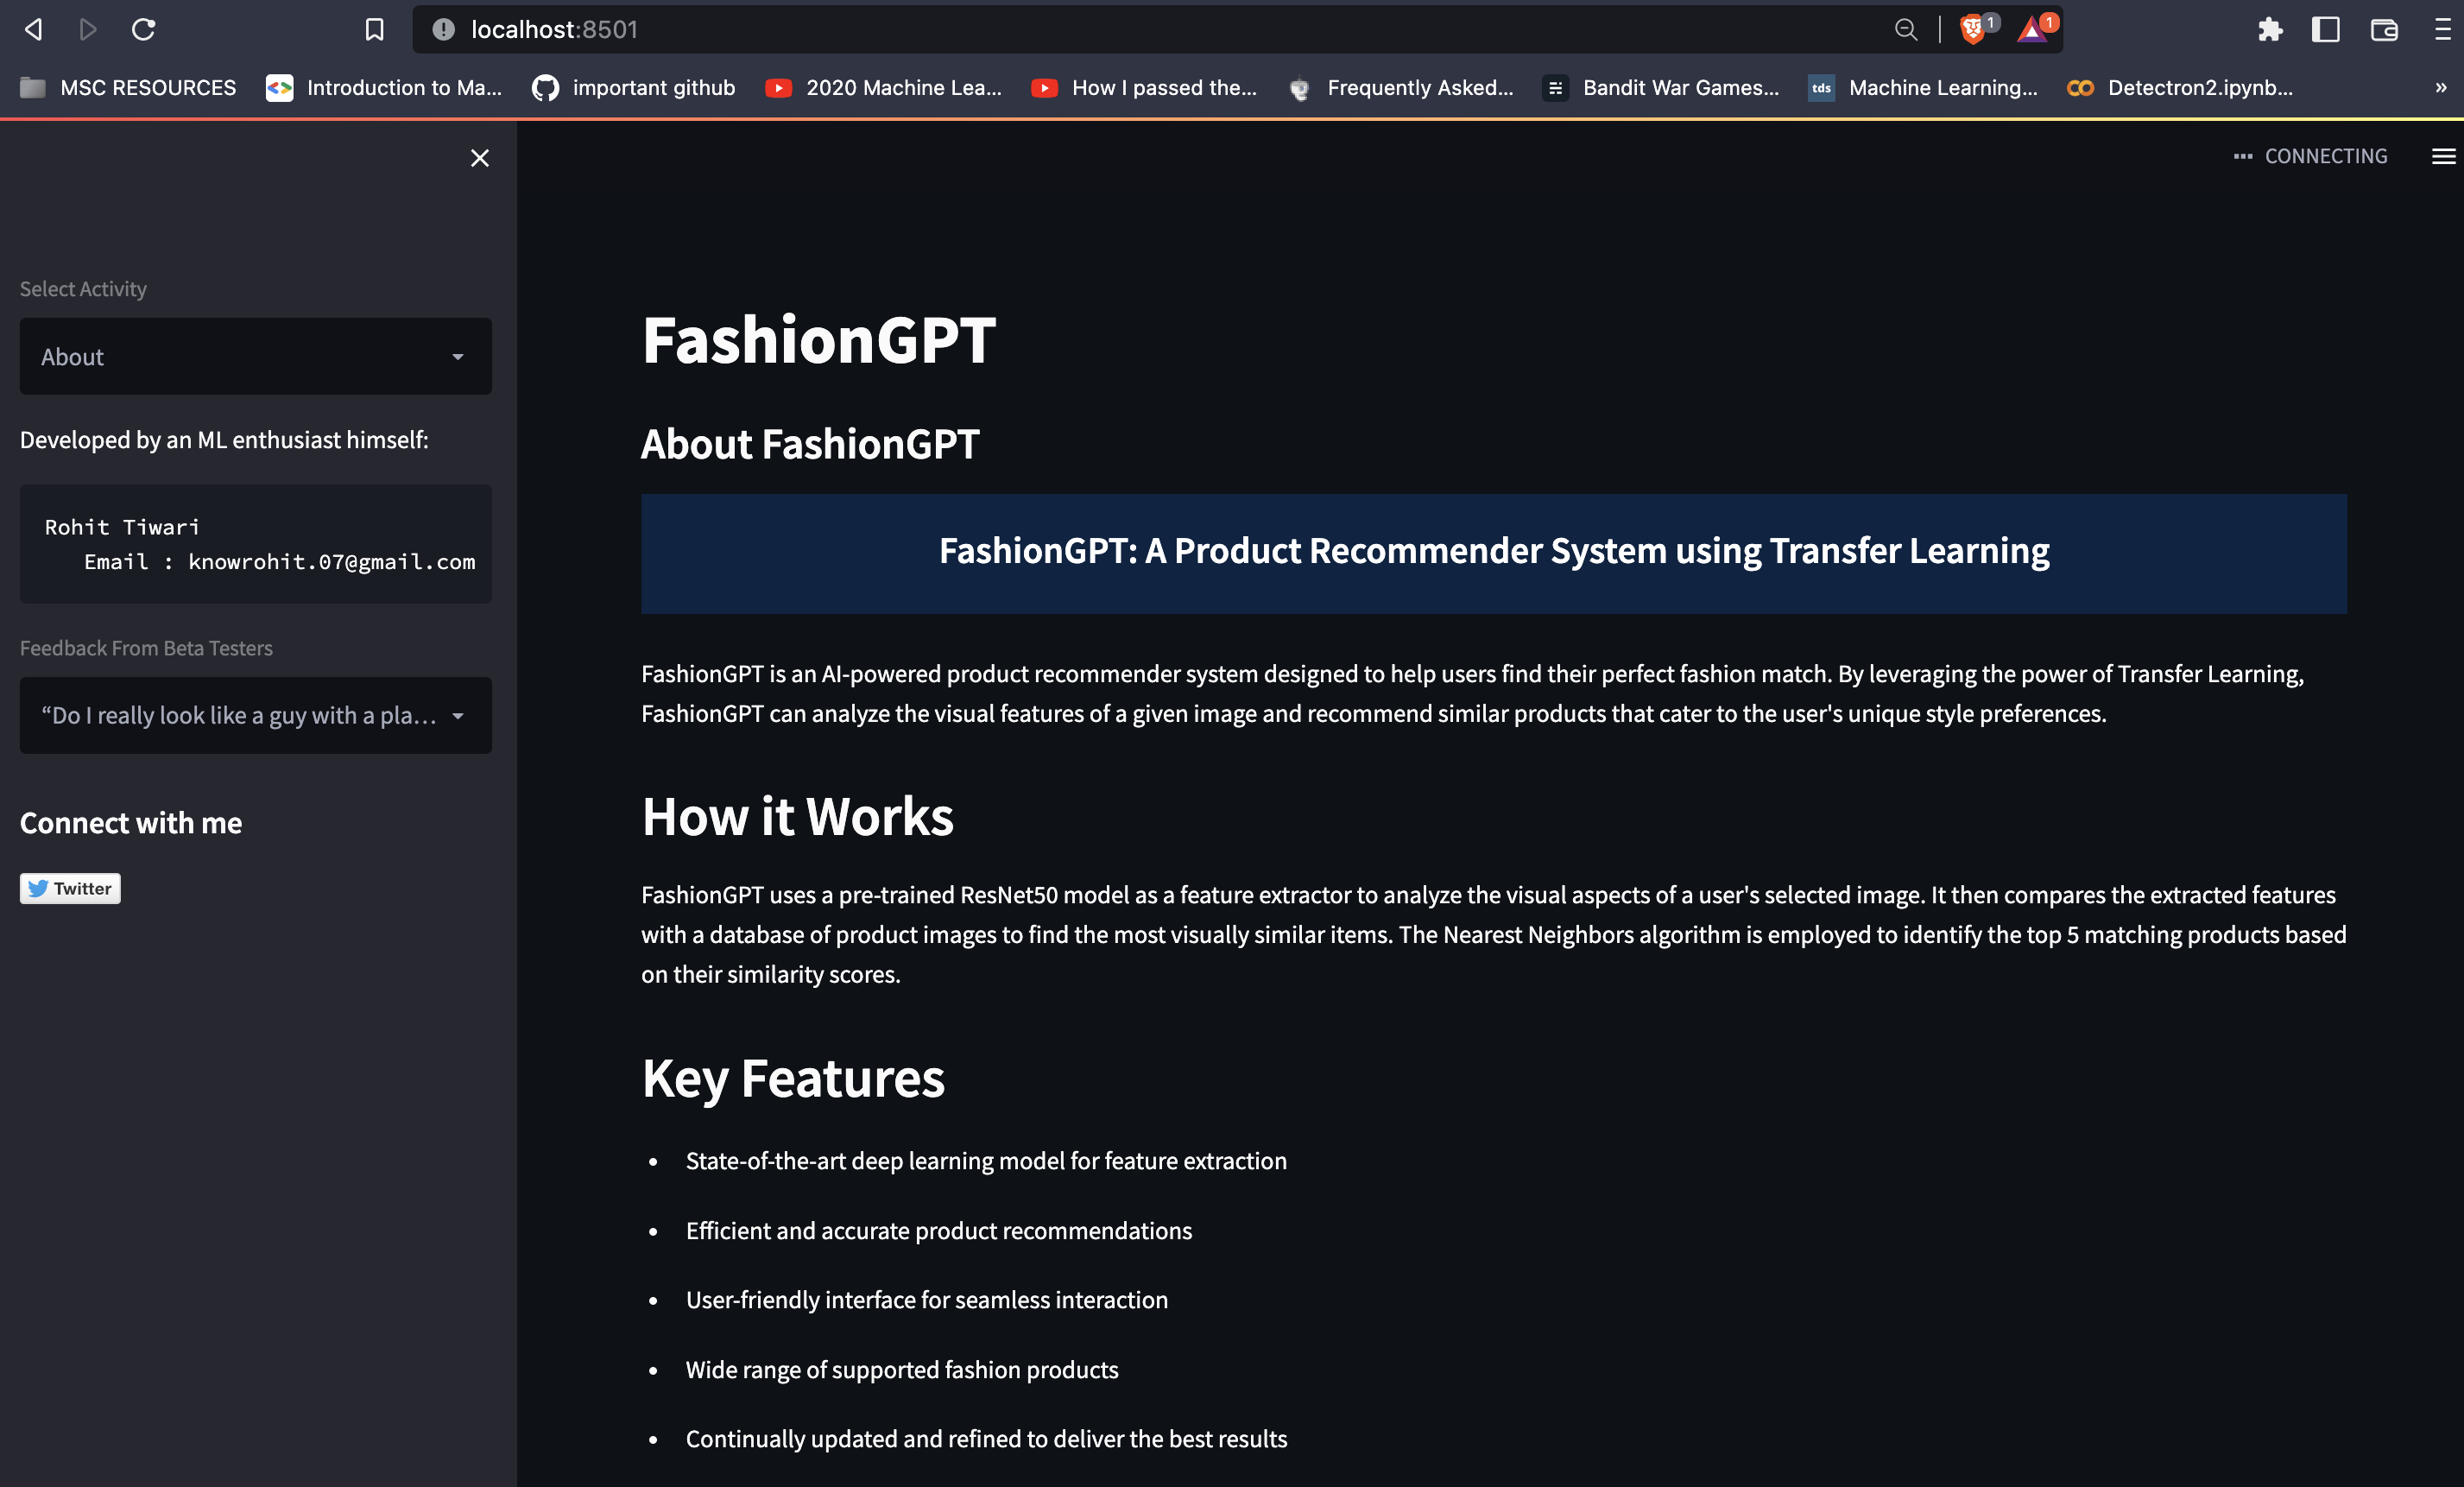 localhost:8501
1
1
MSC RESOURCES
Introduction to Ma...
important github
2020 Machine Lea...
How I passed the...
Frequently Asked...
Bandit War Games...
tds
Machine Learning...
Detectron2.ipynb...
»
CONNECTING
Select Activity
About
Developed by an ML enthusiast himself:
Rohit Tiwari
Email : knowrohit.07@gmail.com
Feedback From Beta Testers
“Do I really look like a guy with a pla...
Connect with me
Twitter
FashionGPT
About FashionGPT
FashionGPT: A Product Recommender System using Transfer Learning
FashionGPT is an AI-powered product recommender system designed to help users find their perfect fashion match. By leveraging the power of Transfer Learning,
FashionGPT can analyze the visual features of a given image and recommend similar products that cater to the user's unique style preferences.
How it Works
FashionGPT uses a pre-trained ResNet50 model as a feature extractor to analyze the visual aspects of a user's selected image. It then compares the extracted features
with a database of product images to find the most visually similar items. The Nearest Neighbors algorithm is employed to identify the top 5 matching products based
on their similarity scores.
Key Features
• State-of-the-art deep learning model for feature extraction
• Efficient and accurate product recommendations
• User-friendly interface for seamless interaction
• Wide range of supported fashion products
• Continually updated and refined to deliver the best results